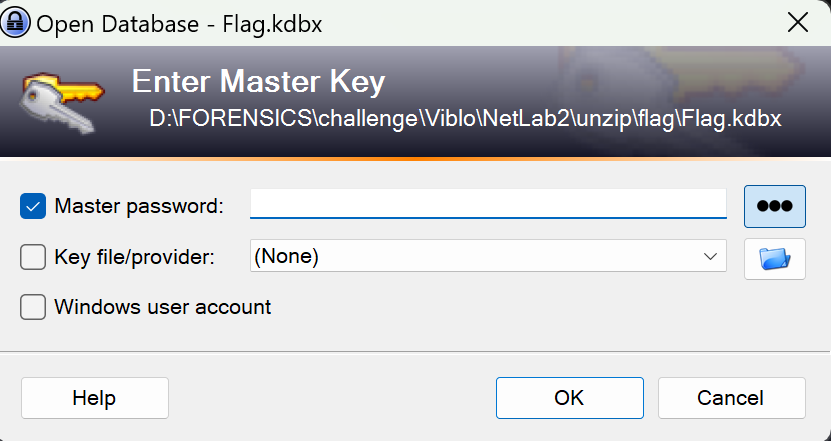 Open Database - Flag.kdbx
Enter Master Key
D:\FORENSICS\challenge\Viblo\NetLab2\unzip\flag\Flag.kdbx
Master password:
Key file/provider: (None)
Windows user account
Help OK Cancel